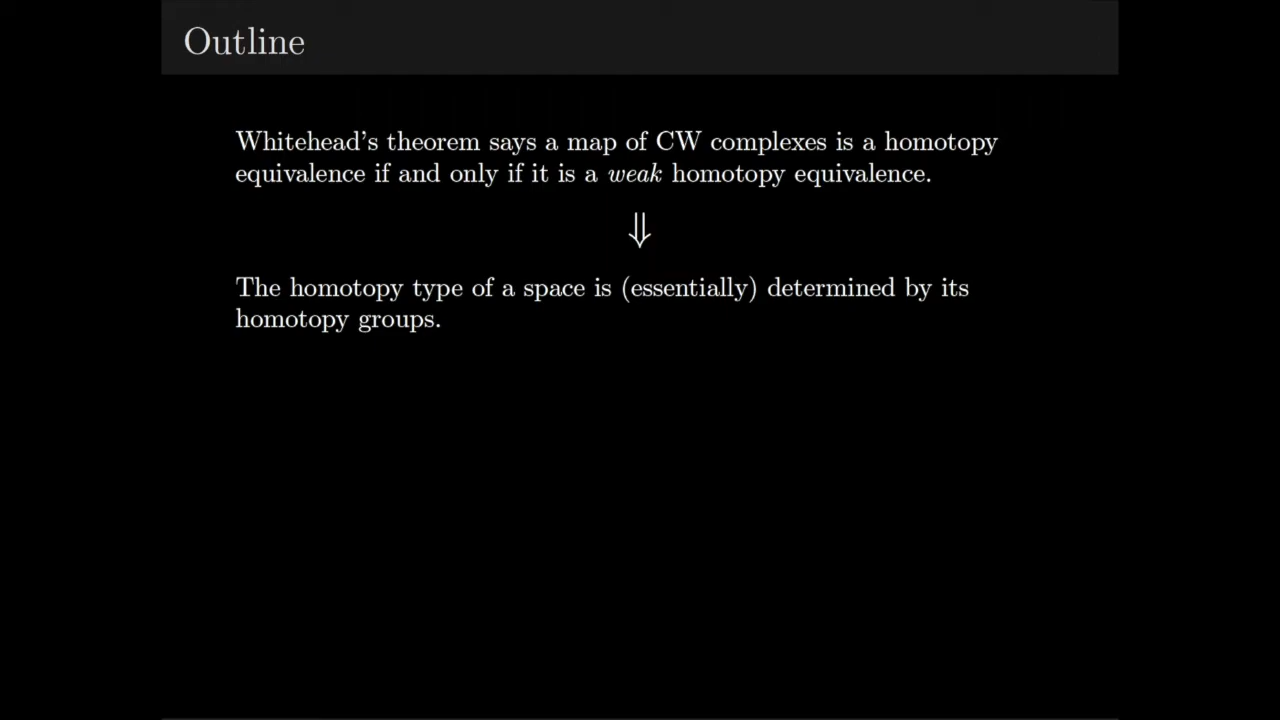 Outline
Whitehead's theorem says a map of CW complexes is a homotopy
equivalence if and only if it is a weak homotopy equivalence.
⇓
The homotopy type of a space is (essentially) determined by its
homotopy groups.